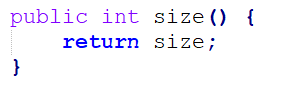 public int size() {
    return size;
}